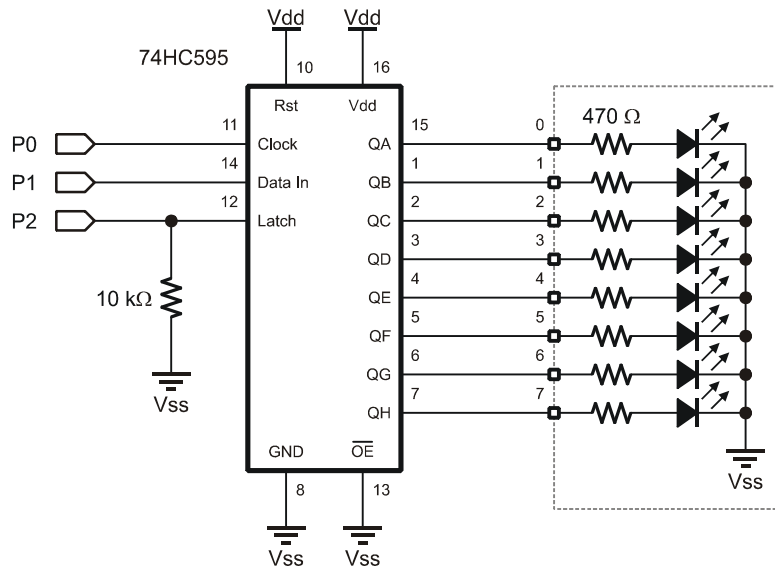 Vdd Vdd
74HC595
10 16
Rst Vdd
470 Ω
P0 11 Clock QA 15 0
P1 14 Data In QB 1 1
P2 12 Latch QC 2 2
QD 3 3
10 kΩ QE 4 4
QF 5 5
QG 6 6
Vss QH 7 7
GND OE
8 13 Vss
Vss Vss